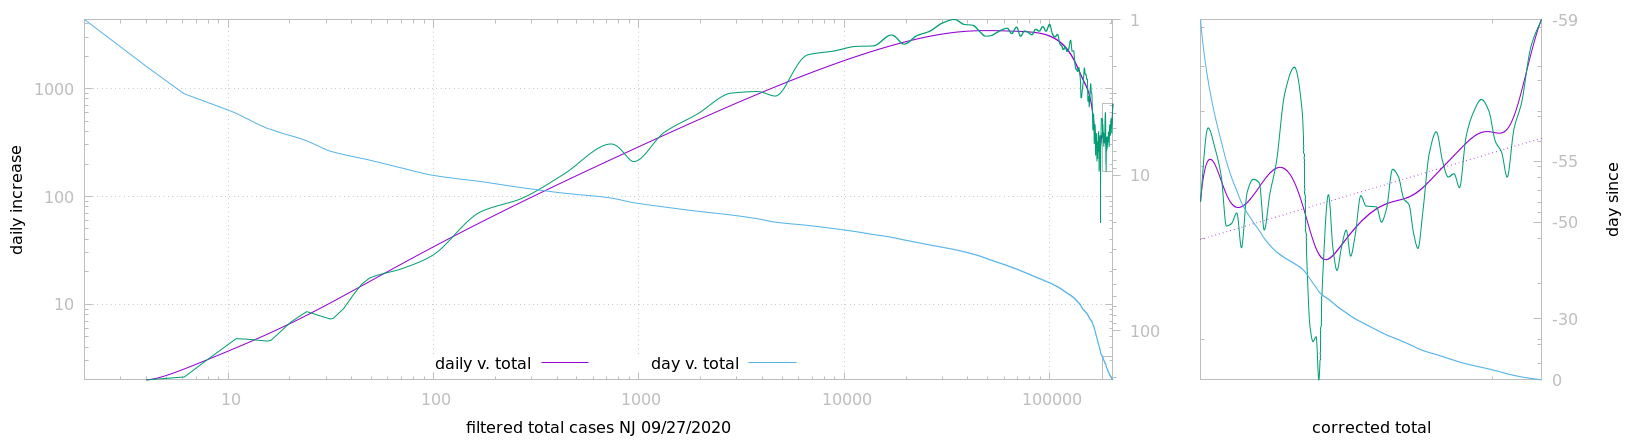 1
-59
1000
daily increase
-55
10
day since
100
-50
10
-30
100
daily v. total
day v. total
0
10
100
1000
10000
100000
filtered total cases NJ 09/27/2020
corrected total